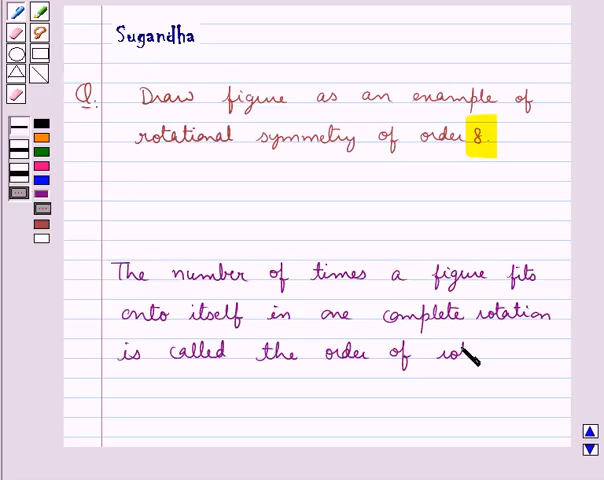 Sugandha
Q. Draw figure as an example of
rotational symmetry of order 8.
The number of times a figure fits
onto itself in one complete rotation
is called the order of rot